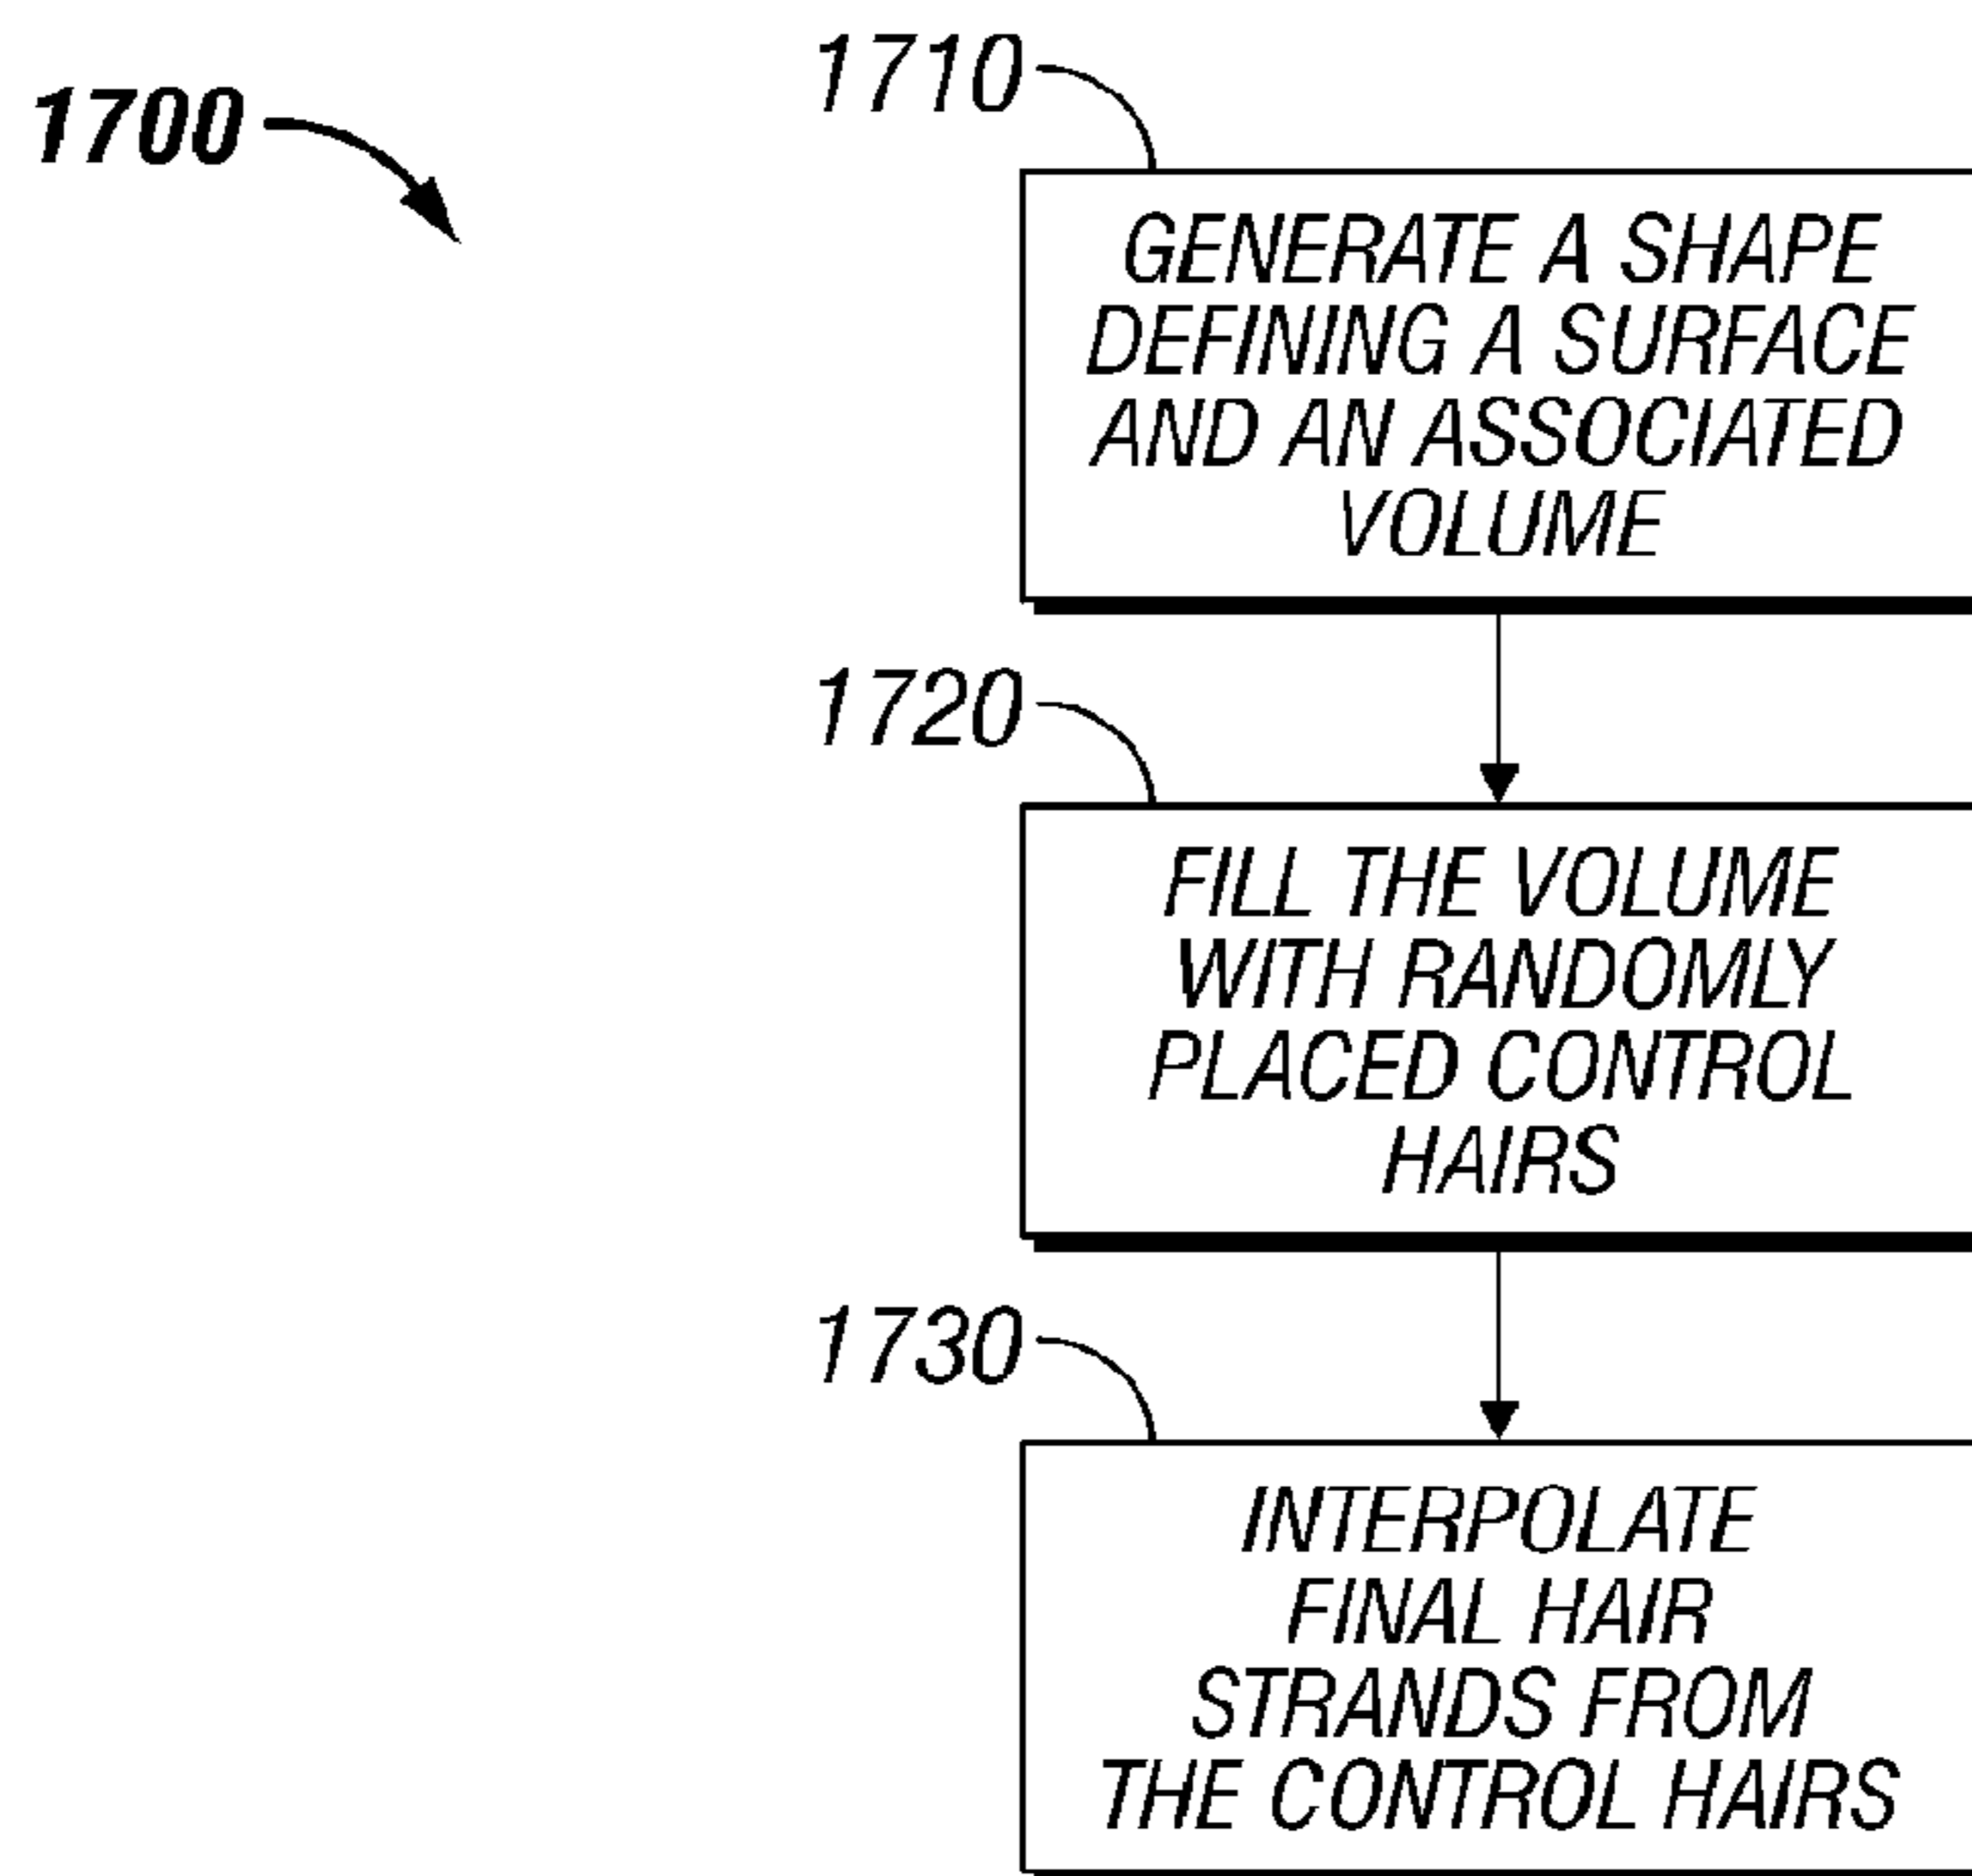 1700
1710
GENERATE A SHAPE
DEFINING A SURFACE
AND AN ASSOCIATED
VOLUME
1720
FILL THE VOLUME
WITH RANDOMLY
PLACED CONTROL
HAIRS
1730
INTERPOLATE
FINAL HAIR
STRANDS FROM
THE CONTROL HAIRS